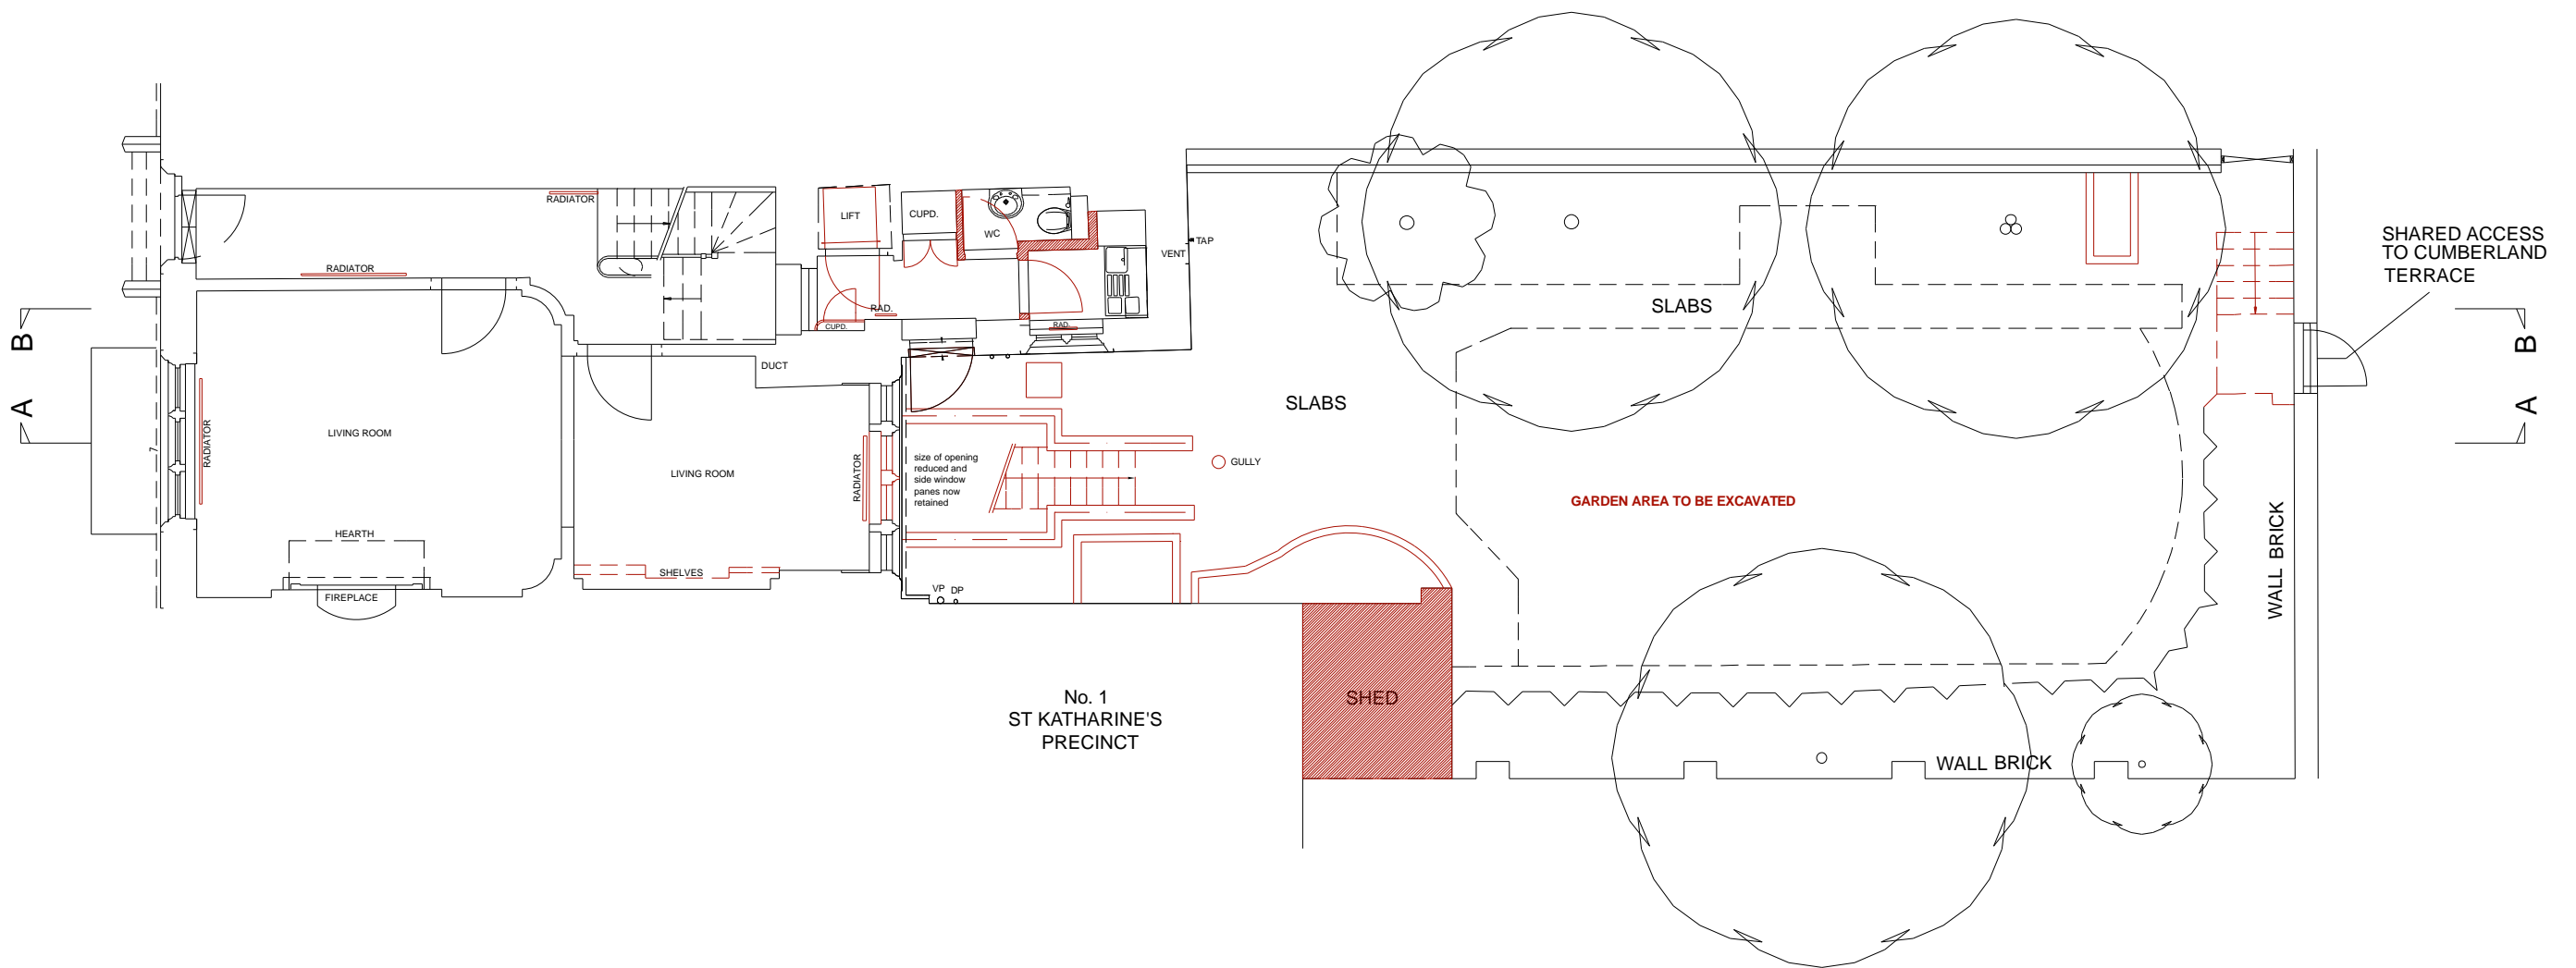 RADIATOR
LIFT
CUPD.
WC
TAP
VENT
SHARED ACCESS
TO CUMBERLAND
TERRACE
RADIATOR
RAD.
CUPD.
RAD.
SLABS
B
B
A
A
DUCT
SLABS
7
RADIATOR
LIVING ROOM
LIVING ROOM
RADIATOR
size of opening
reduced and
side window
panes now
retained
GULLY
GARDEN AREA TO BE EXCAVATED
WALL BRICK
HEARTH
SHELVES
FIREPLACE
VP
DP
No. 1
ST KATHARINE'S
PRECINCT
SHED
WALL BRICK